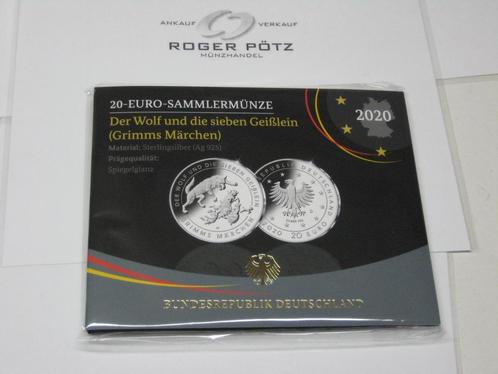 ANKAUF VERKAUF
ROGER PÖTZ
MÜNZHANDEL
20-EURO-SAMMLERMÜNZE
2020
Der Wolf und die sieben Geißlein
(Grimms Märchen)
Material: Sterlingsilber (Ag 925)
Prägequalität:
Spiegelglanz
DER WOLF UND DIE SIEBEN GEIßLEIN
GRIMMS MÄRCHEN
BUNDESREPUBLIK DEUTSCHLAND
2020 20 EURO
BUNDESREPUBLIK DEUTSCHLAND